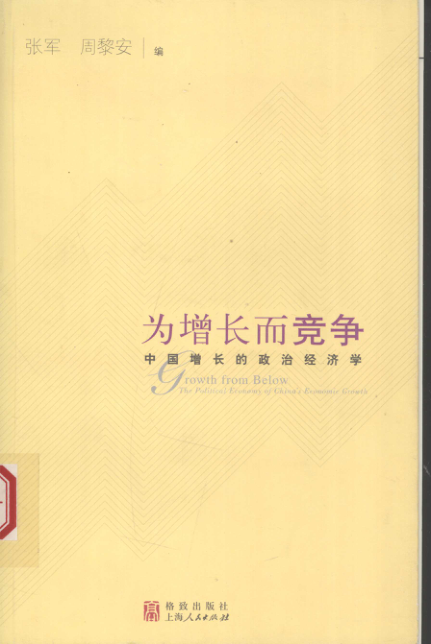 张军 周黎安 编
为增长而竞争
中国增长的政治经济学
Growth from Below
The Political Economy of China's Economic Growth
格致出版社
上海人民出版社